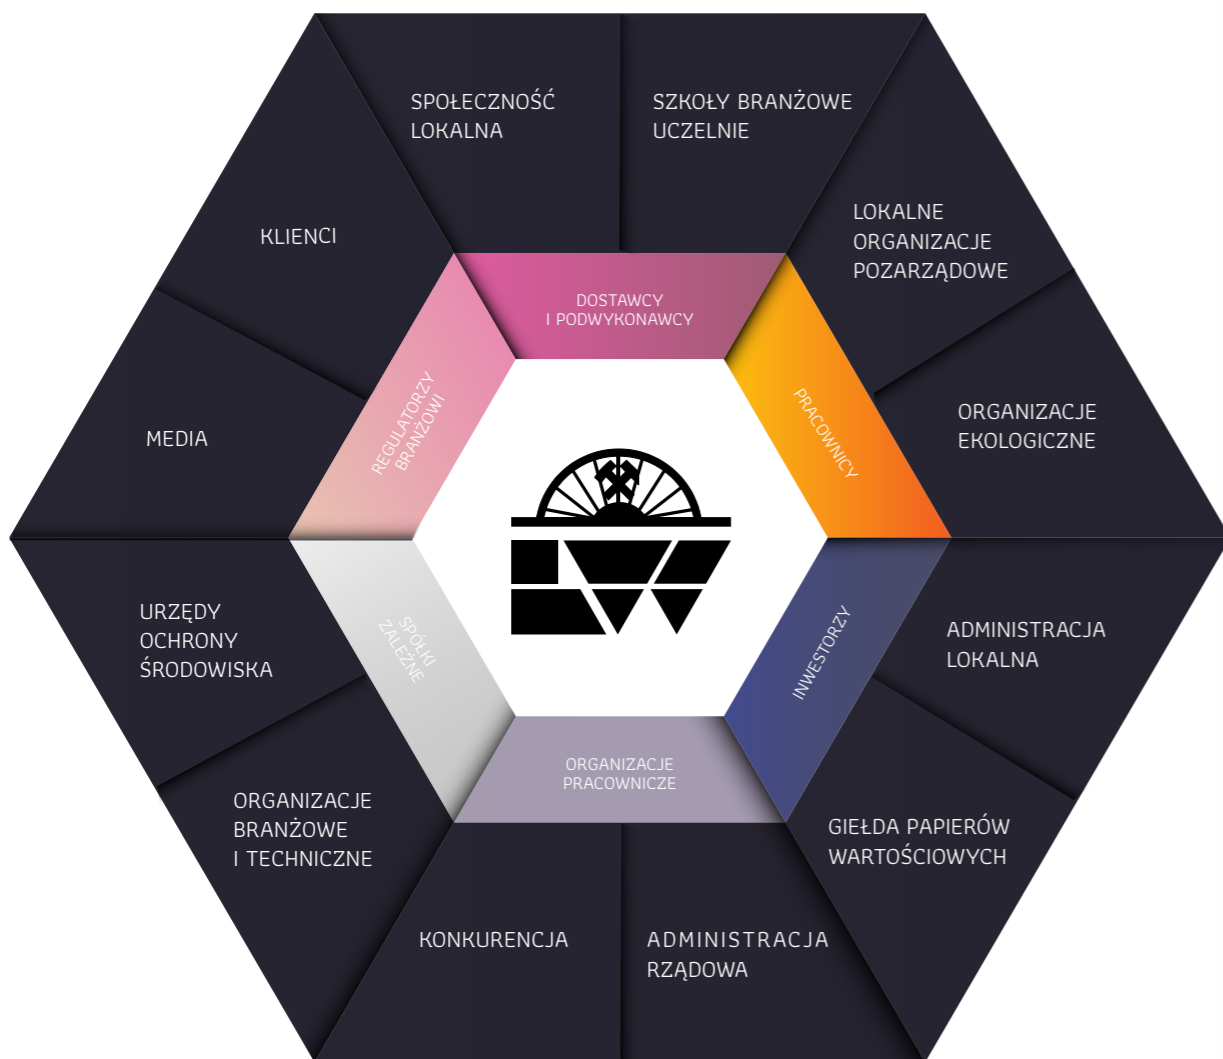 SPOŁECZNOŚĆ
LOKALNA
SZKOŁY BRANŻOWE
UCZELNIE
KLIENCI
LOKALNE
ORGANIZACJE
POZARZĄDOWE
DOSTAWCY
I PODWYKONAWCY
REGULATORZY
BRANŻOWI
PRACOWNICY
MEDIA
ORGANIZACJE
EKOLOGICZNE
URZĘDY
OCHRONY
ŚRODOWISKA
SPÓŁKI
ZALEŻNE
INWESTORZY
ADMINISTRACJA
LOKALNA
ORGANIZACJE
PRACOWNICZE
ORGANIZACJE
BRANŻOWE
I TECHNICZNE
GIEŁDA PAPIERÓW
WARTOŚCIOWYCH
KONKURENCJA
ADMINISTRACJA
RZĄDOWA